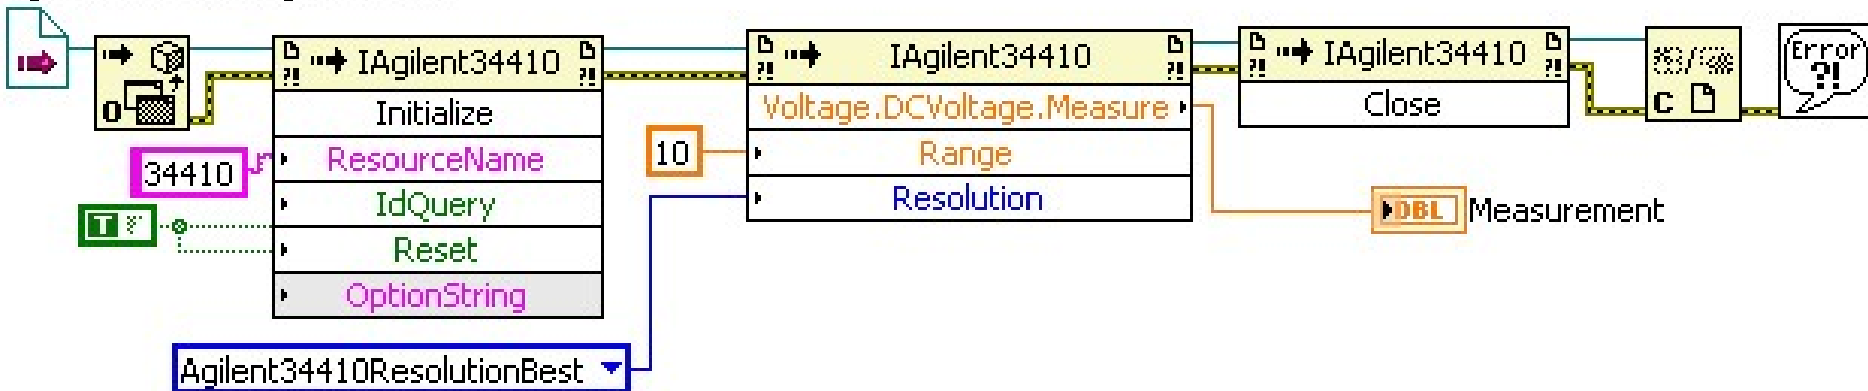 IAgilent34410
Initialize
ResourceName
IdQuery
Reset
OptionString
34410
T
Agilent34410ResolutionBest
IAgilent34410
Voltage.DCVoltage.Measure
Range
Resolution
10
IAgilent34410
Close
DBL
Measurement
O
C
Error
?!